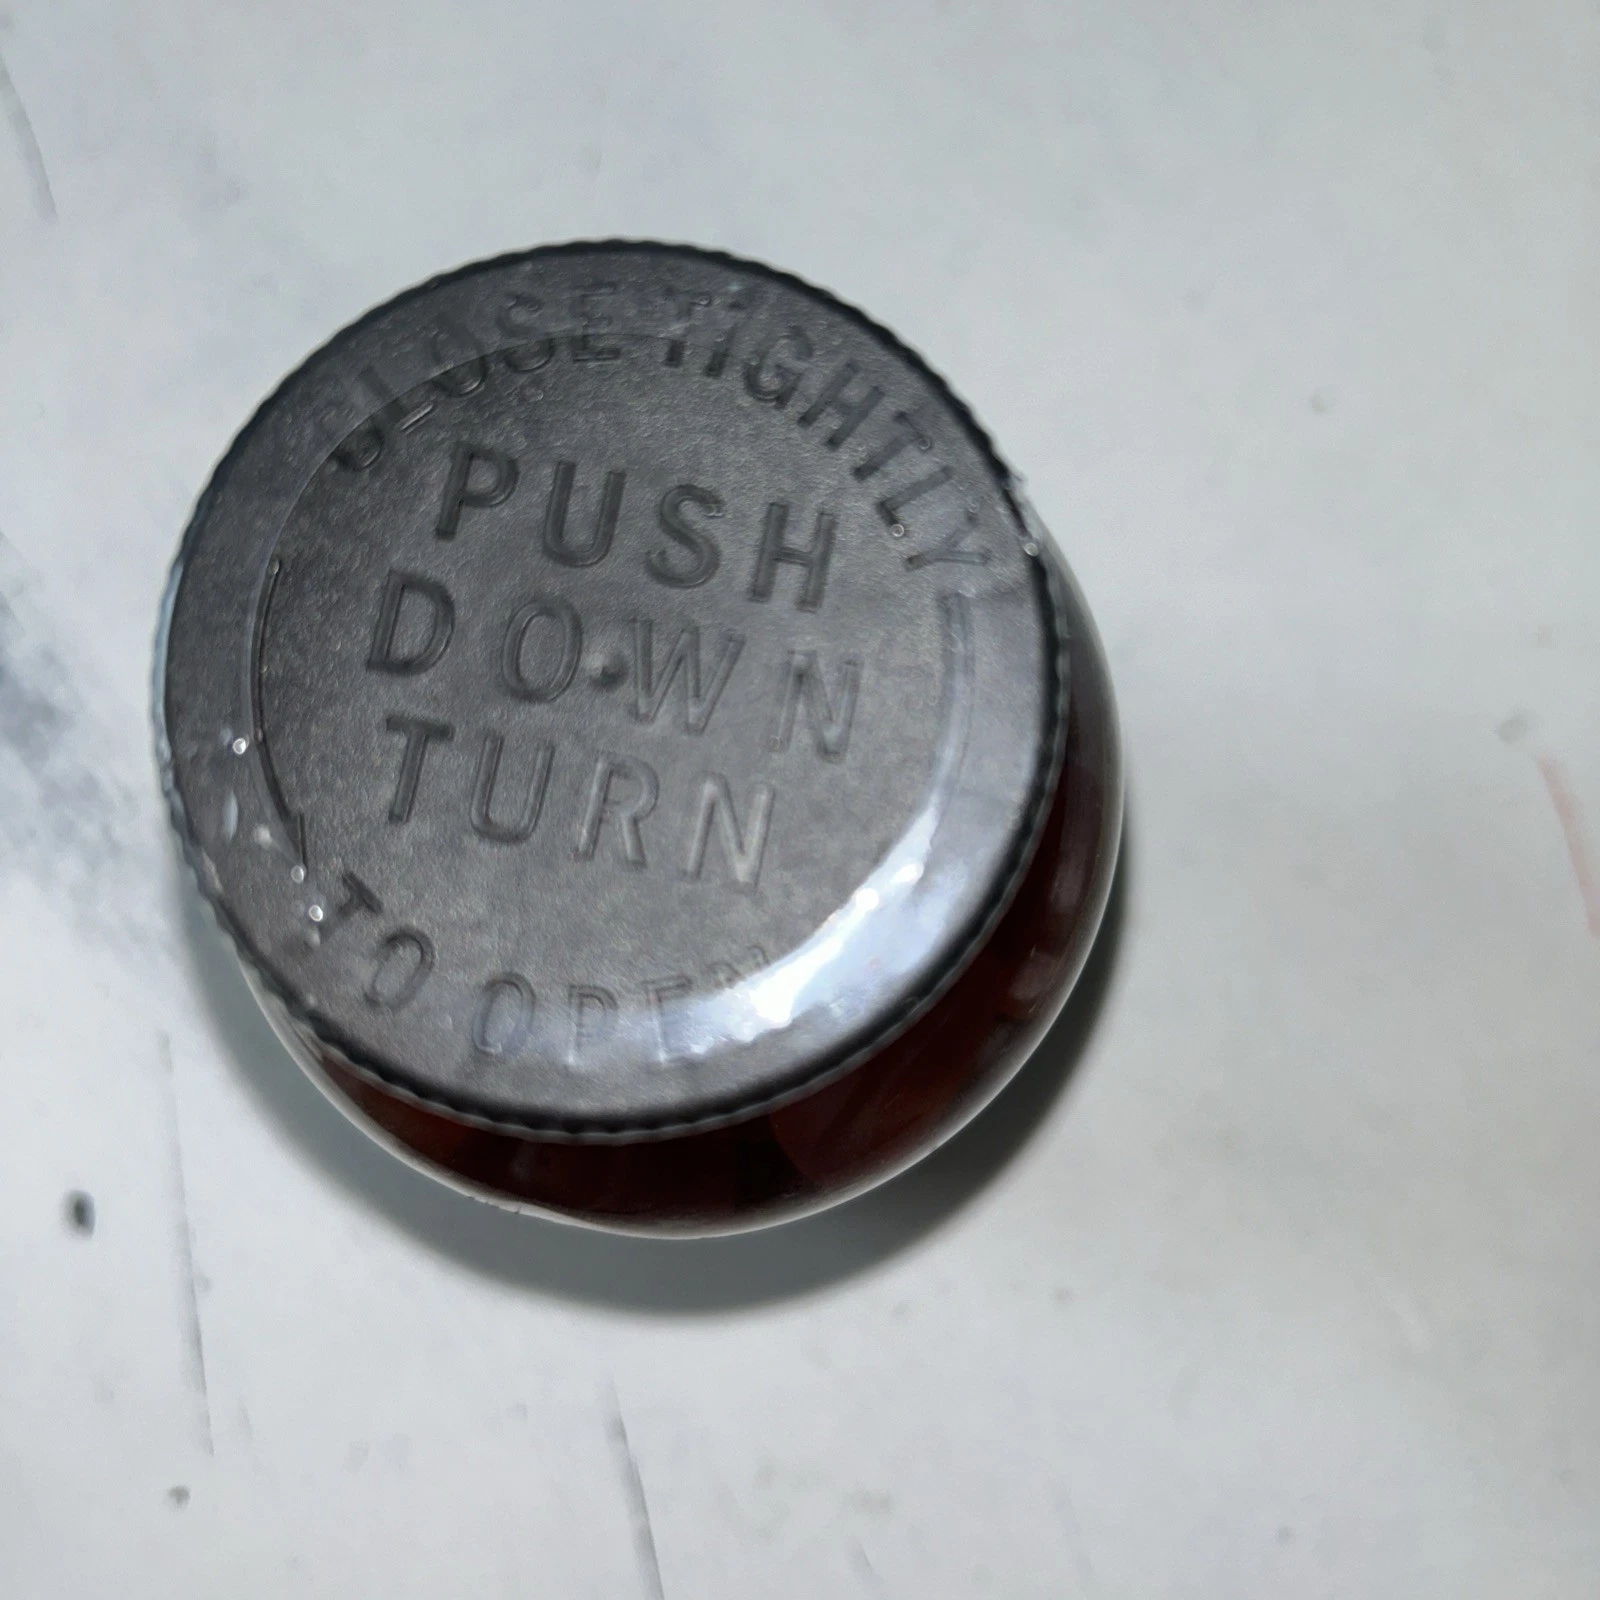 CLOSE TIGHTLY
PUSH
DOWN
TURN
TO OPEN